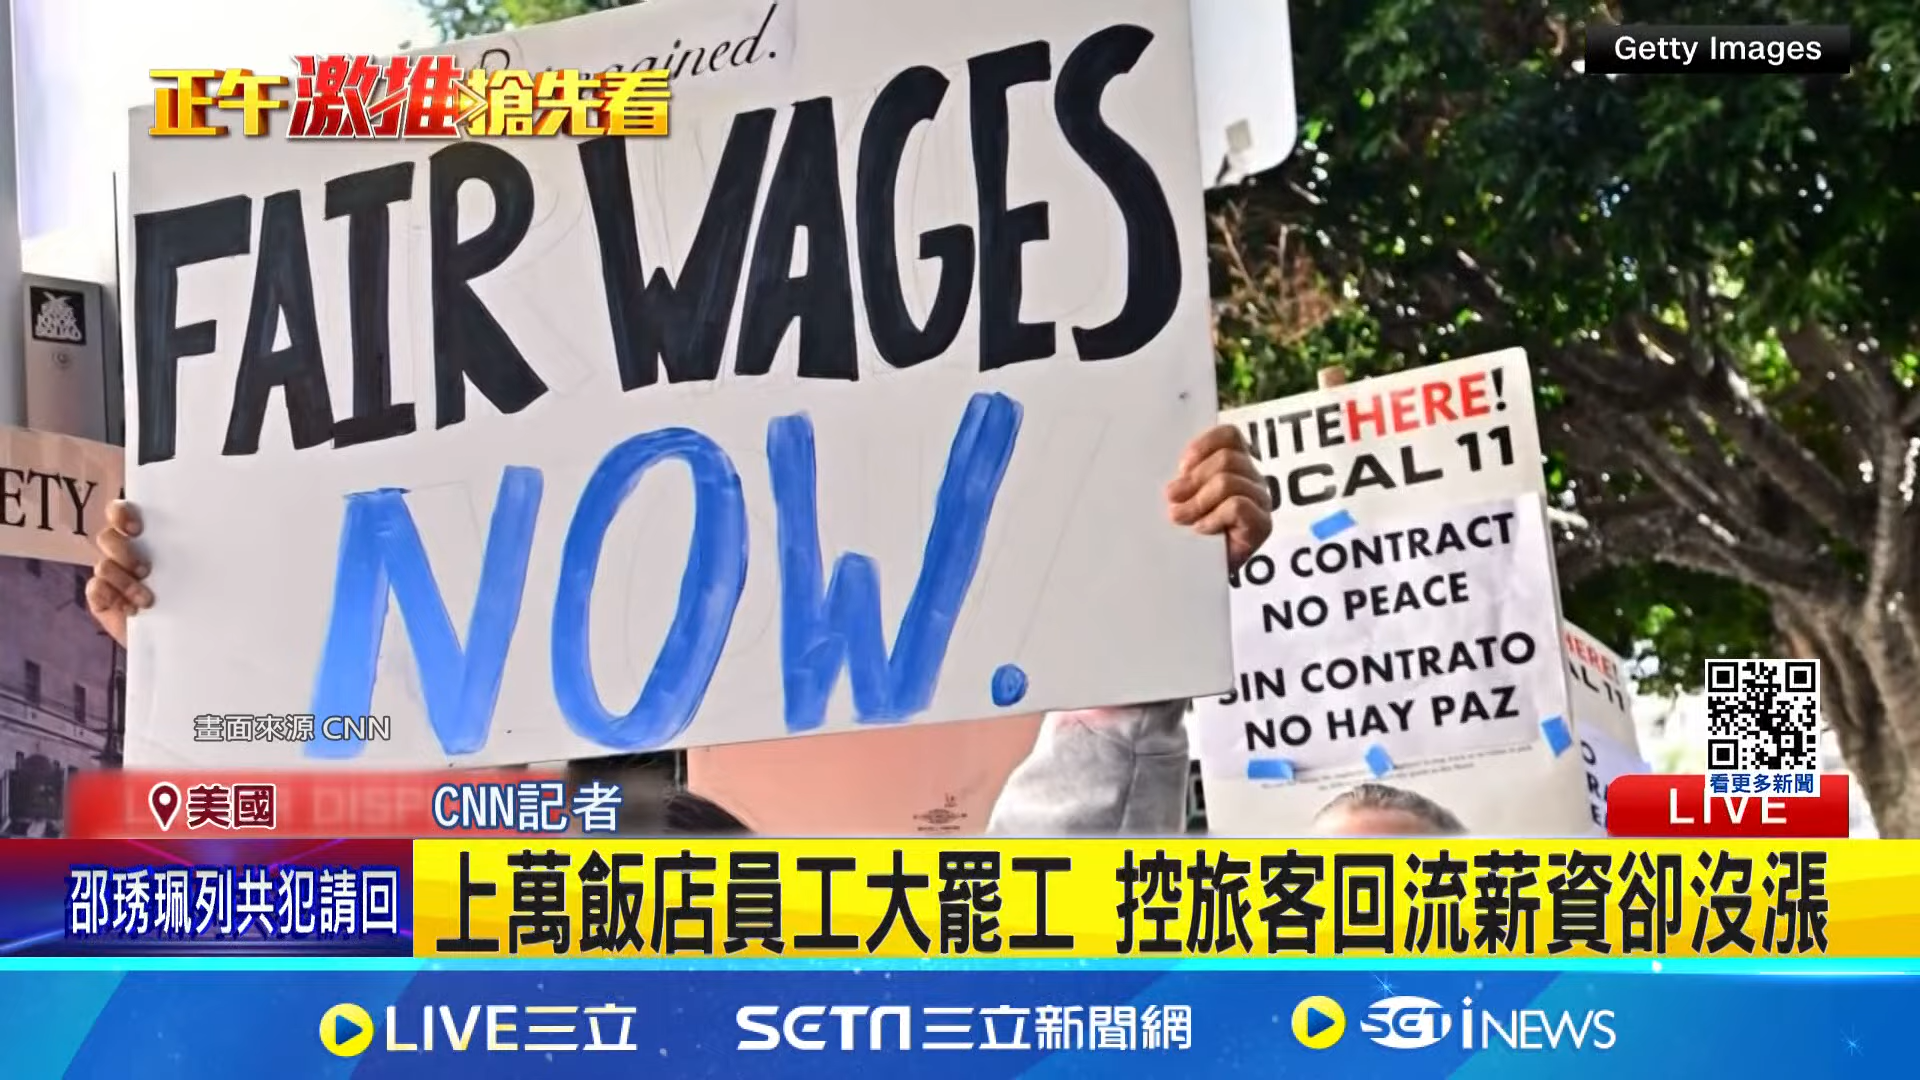 Getty Images
正午激推搶先看
FAIR WAGES
NOW.
ETY
HERE!
LOCAL 11
NO CONTRACT
NO PEACE
SIN CONTRATO
NO HAY PAZ
畫面來源 CNN
看更多新聞
美國
CNN記者
LIVE
邵琇珮列共犯請回
上萬飯店員工大罷工 控旅客回流薪資卻沒漲
LIVE三立
SETN三立新聞網
SET iNEWS